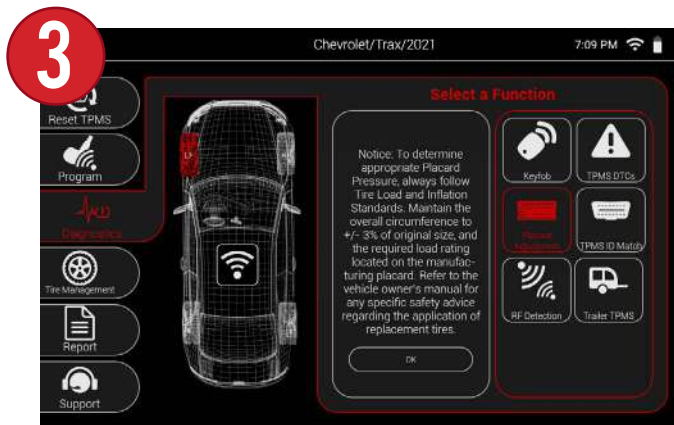 3
Chevrolet/Trax/2021
7:09 PM
Reset TPMS
Program
Diagnostics
Tire Management
Report
Support
Select a Function
Notice: To determine
appropriate Placard
Pressure, always follow
Tire Load and Inflation
Standards. Maintain the
overall circumference to
+/- 3% of original size, and
the required load rating
located on the manufac-
turing placard. Refer to the
vehicle owner's manual for
any specific safety advice
regarding the application of
replacement tires.
OK
Keyfob
TPMS DTCs
Placard
Adjustment
TPMS ID Match
RF Detection
Trailer TPMS